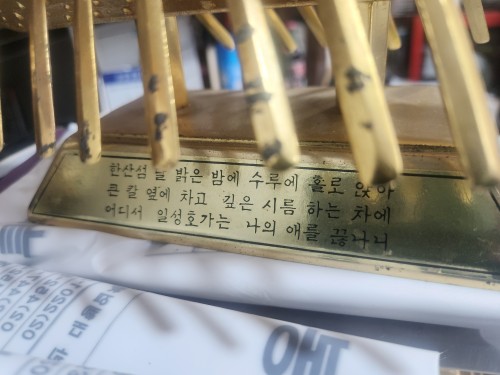 한산섬 달 밝은 밤에 수루에 홀로 앉아
큰 칼 옆에 차고 깊은 시름 하는 차에
어디서 일성호가는 나의 애를 끊나니